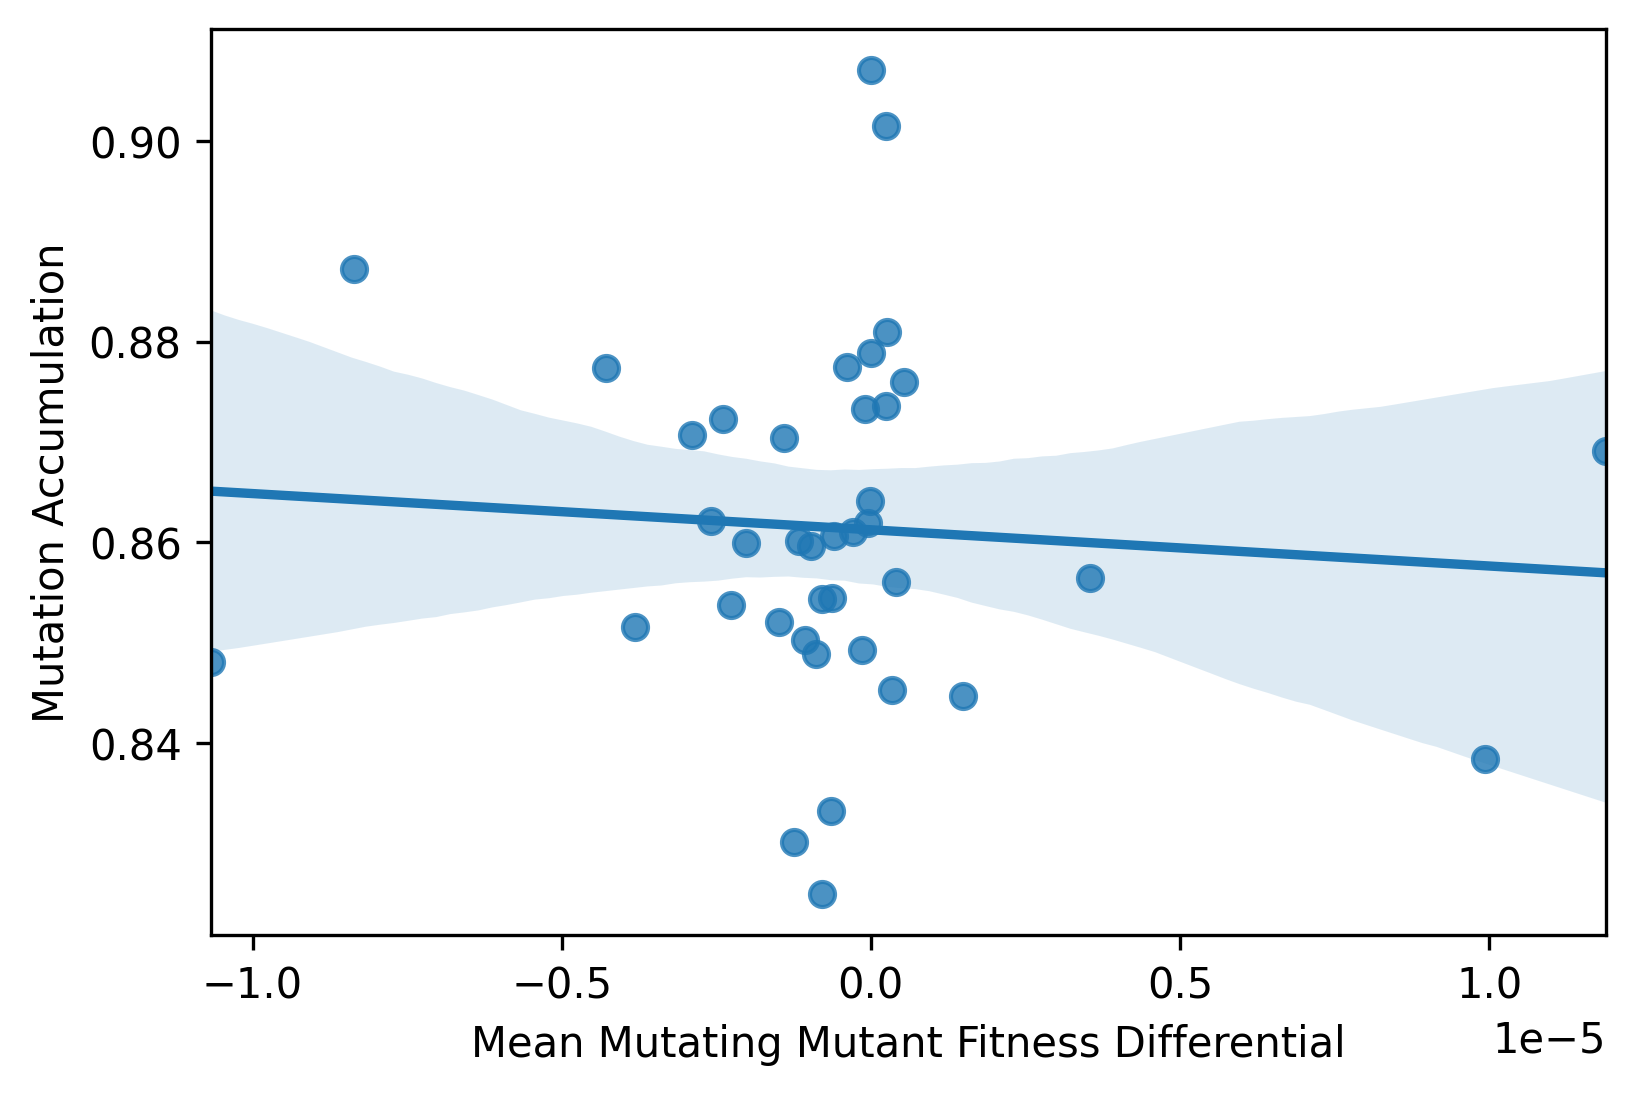 0.90
0.88
0.86
0.84
Mutation Accumulation
−1.0 −0.5 0.0 0.5 1.0
1e−5
Mean Mutating Mutant Fitness Differential